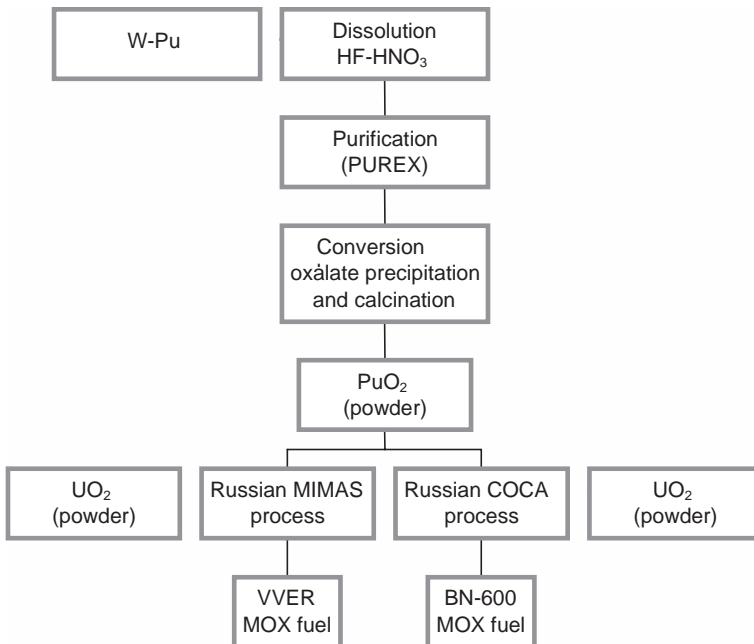 W-Pu
Dissolution
HF-HNO₃
Purification
(PUREX)
Conversion
oxálate precipitation
and calcination
PuO₂
(powder)
UO₂
(powder)
Russian MIMAS
process
Russian COCA
process
UO₂
(powder)
VVER
MOX fuel
BN-600
MOX fuel